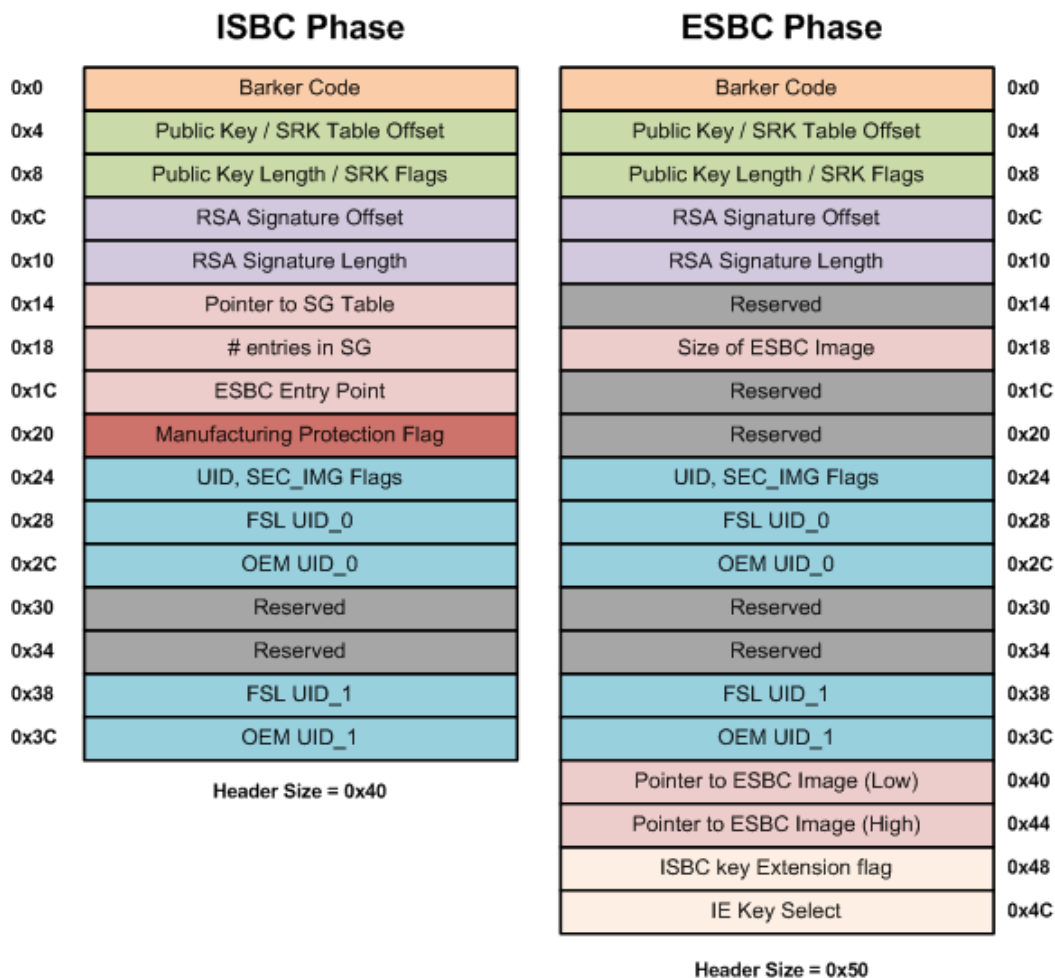 ISBC Phase
ESBC Phase
0x0 Barker Code Barker Code 0x0
0x4 Public Key / SRK Table Offset Public Key / SRK Table Offset 0x4
0x8 Public Key Length / SRK Flags Public Key Length / SRK Flags 0x8
0xC RSA Signature Offset RSA Signature Offset 0xC
0x10 RSA Signature Length RSA Signature Length 0x10
0x14 Pointer to SG Table Reserved 0x14
0x18 # entries in SG Size of ESBC Image 0x18
0x1C ESBC Entry Point Reserved 0x1C
0x20 Manufacturing Protection Flag Reserved 0x20
0x24 UID, SEC_IMG Flags UID, SEC_IMG Flags 0x24
0x28 FSL UID_0 FSL UID_0 0x28
0x2C OEM UID_0 OEM UID_0 0x2C
0x30 Reserved Reserved 0x30
0x34 Reserved Reserved 0x34
0x38 FSL UID_1 FSL UID_1 0x38
0x3C OEM UID_1 OEM UID_1 0x3C
Pointer to ESBC Image (Low) 0x40
Header Size = 0x40
Pointer to ESBC Image (High) 0x44
ISBC key Extension flag 0x48
IE Key Select 0x4C
Header Size = 0x50